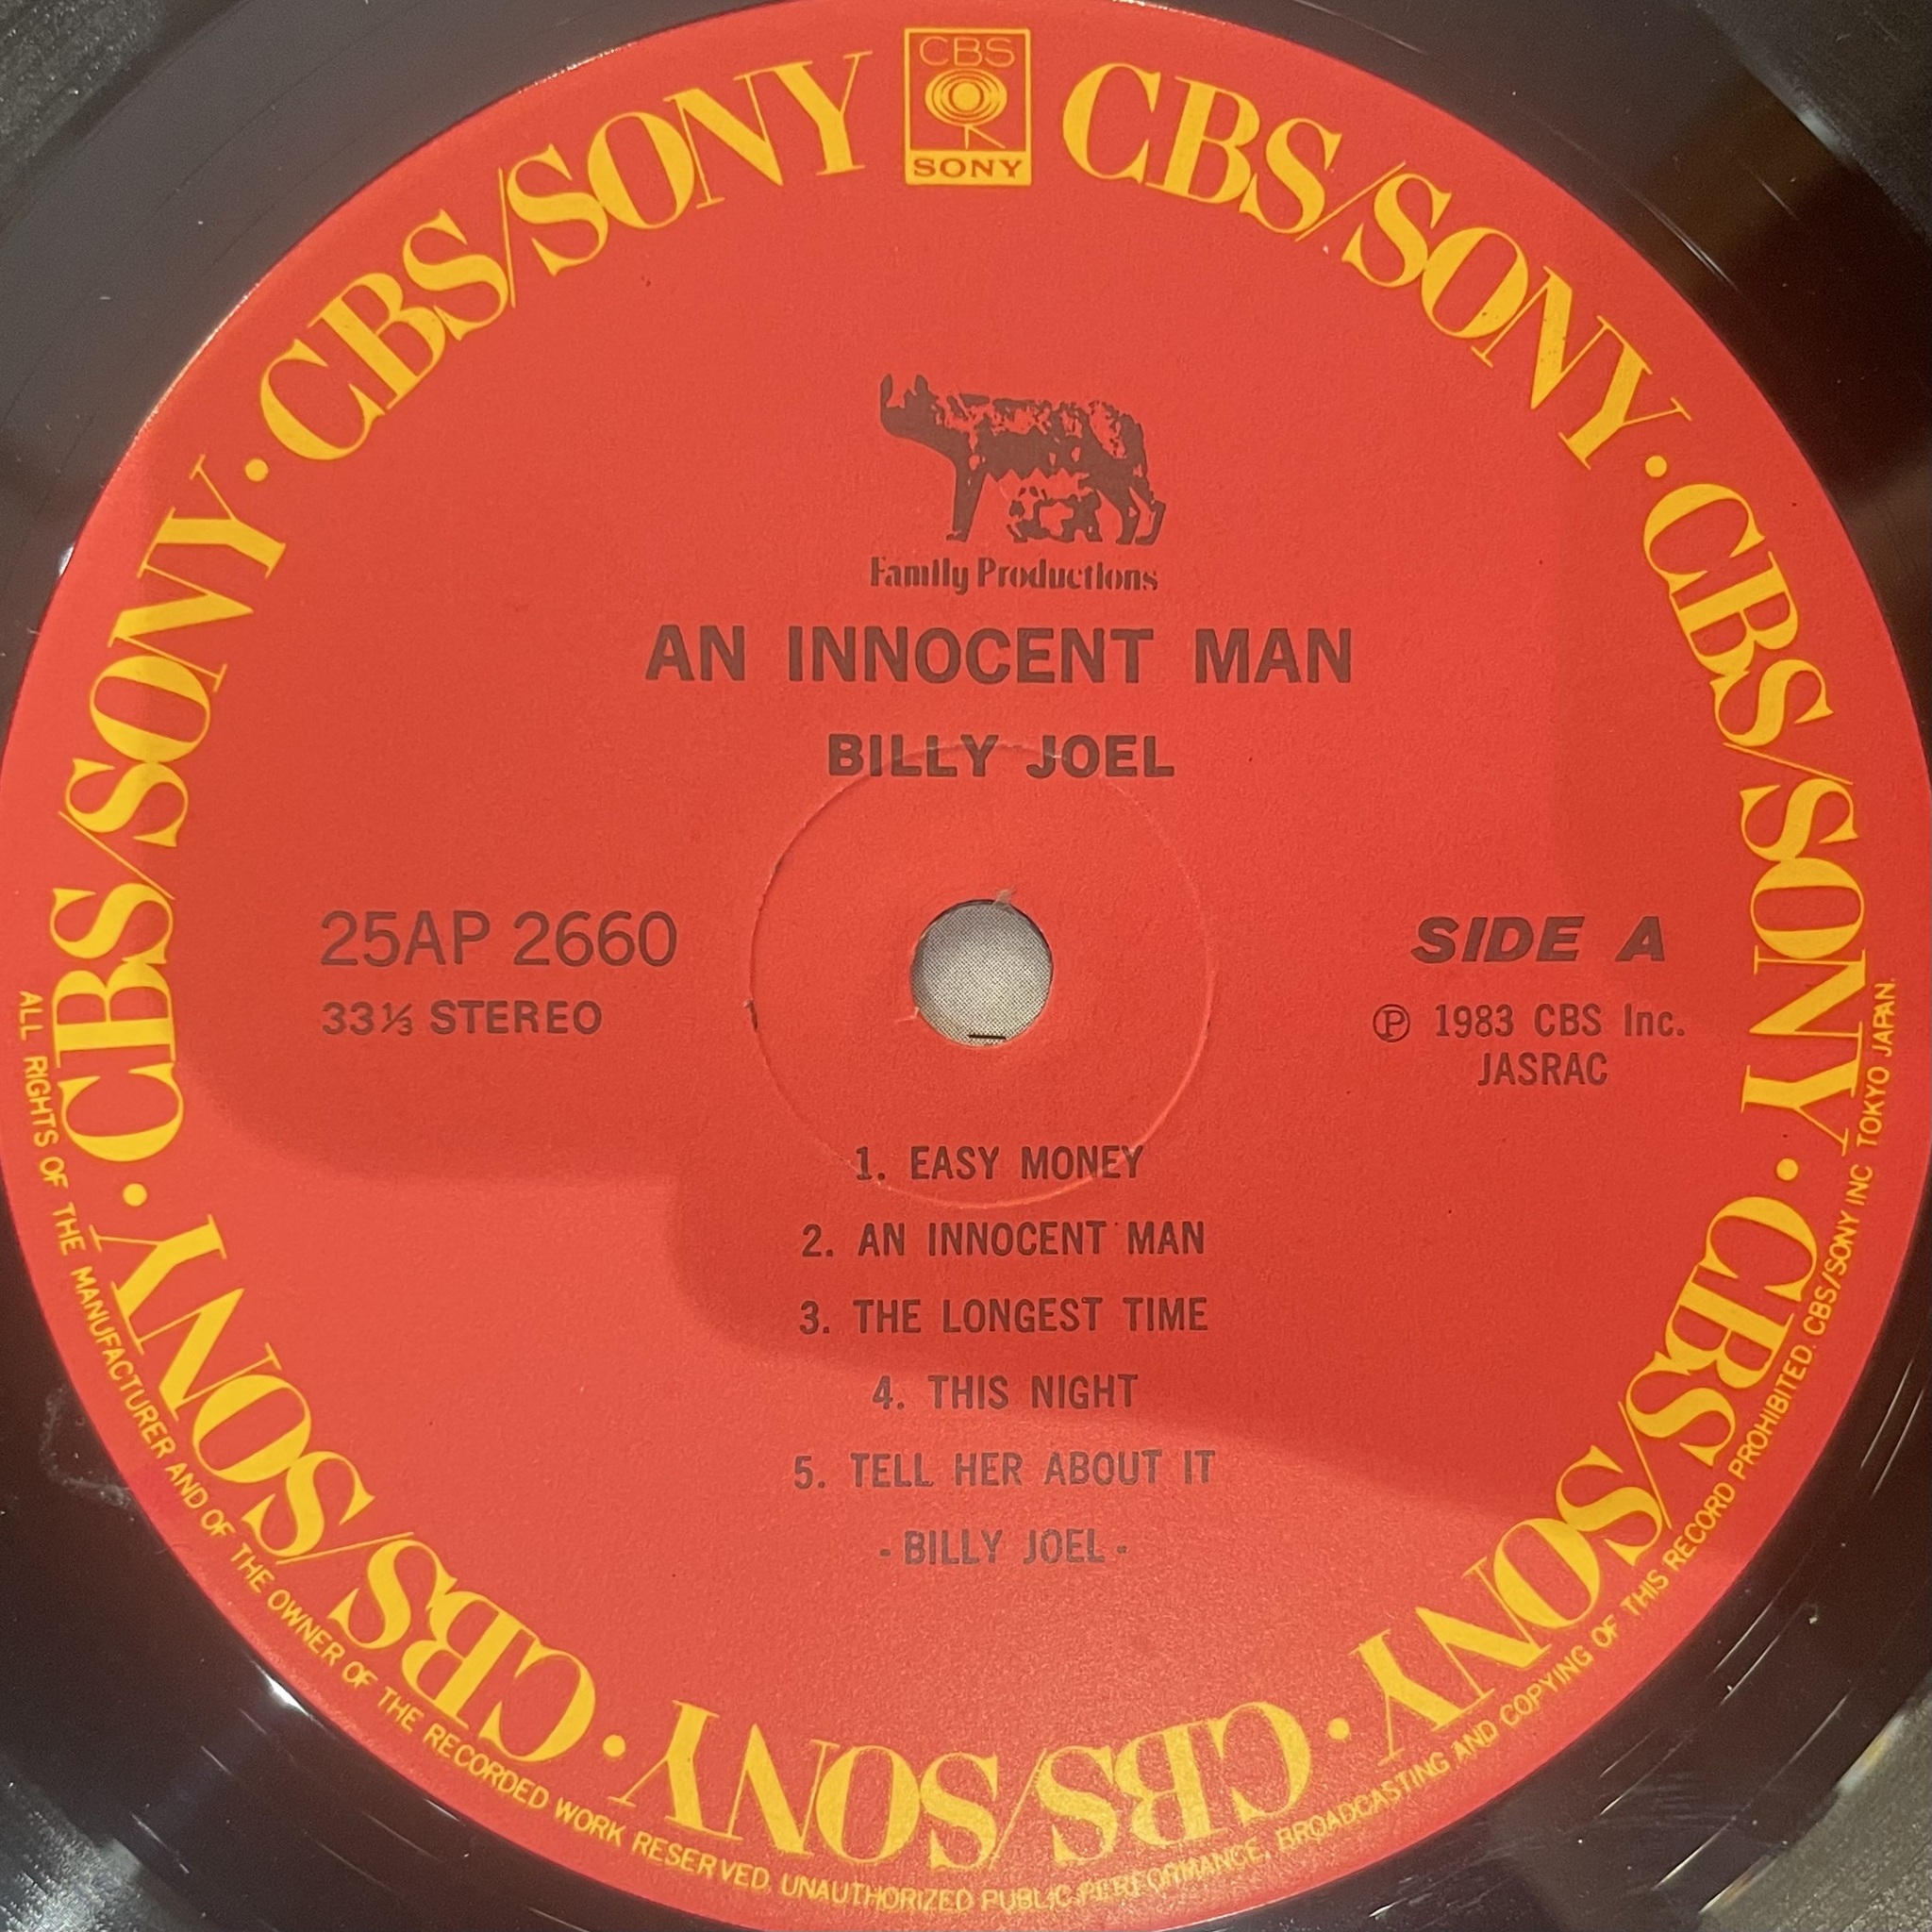 CBS
SONY
CBS/SONY · CBS/SONY · CBS/SONY · CBS/SONY · CBS/SONY · CBS/SONY · CBS/SONY
Family Productions
AN INNOCENT MAN
BILLY JOEL
25AP 2660
33⅓ STEREO
SIDE A
℗ 1983 CBS Inc.
JASRAC
1. EASY MONEY
2. AN INNOCENT MAN
3. THE LONGEST TIME
4. THIS NIGHT
5. TELL HER ABOUT IT
- BILLY JOEL -
ALL RIGHTS OF THE MANUFACTURER AND OF THE OWNER OF THE RECORDED WORK RESERVED. UNAUTHORIZED PUBLIC PERFORMANCE, BROADCASTING AND COPYING OF THIS RECORD PROHIBITED. CBS/SONY INC TOKYO JAPAN.